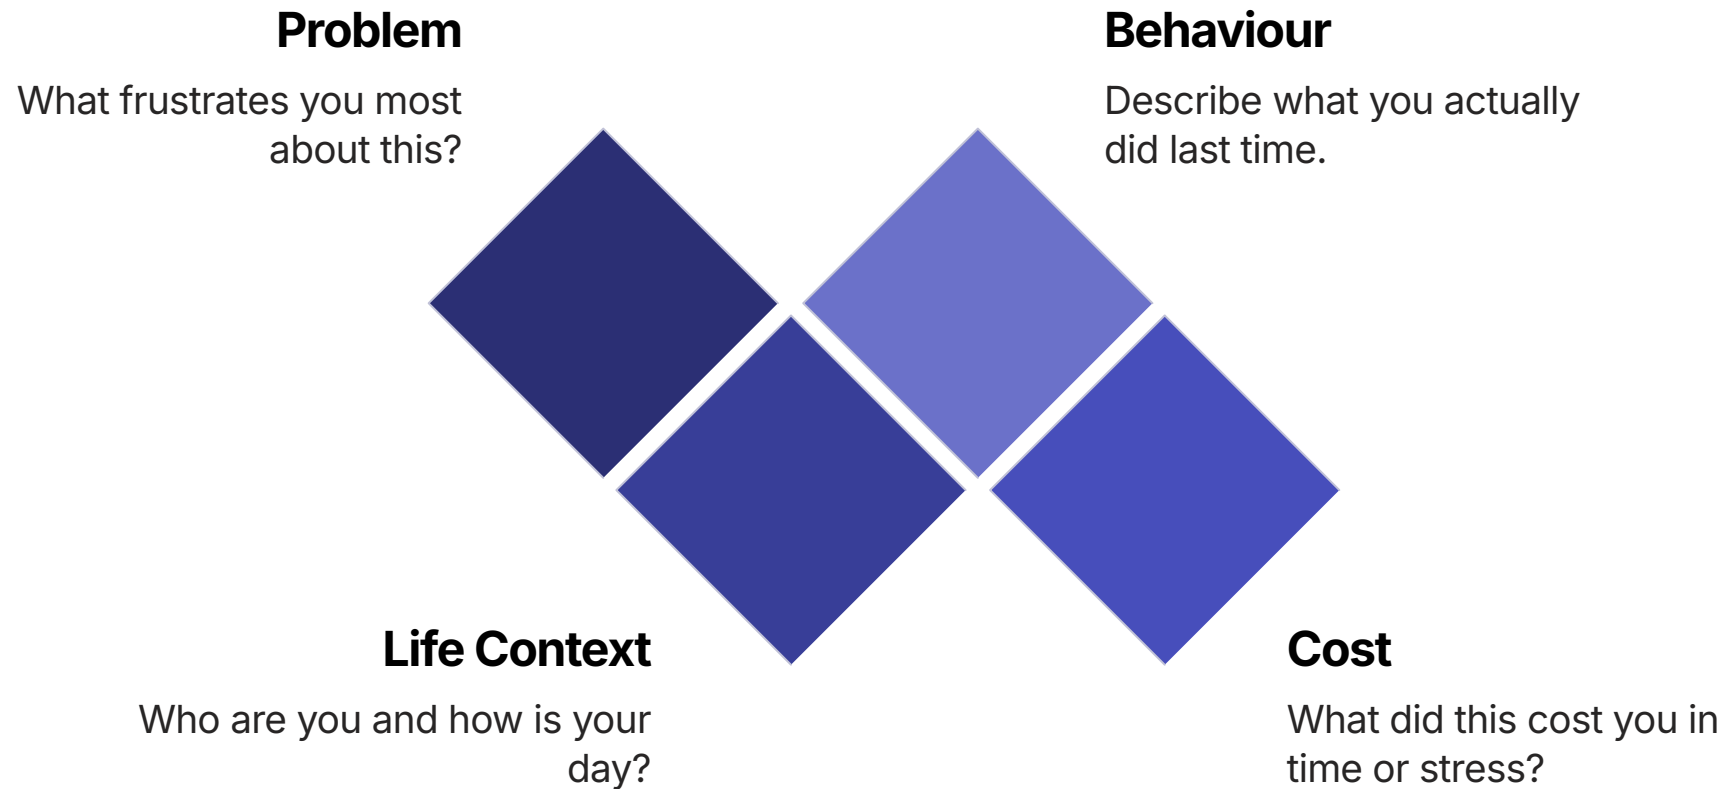 Problem
What frustrates you most
about this?
Behaviour
Describe what you actually
did last time.
Life Context
Who are you and how is your
day?
Cost
What did this cost you in
time or stress?